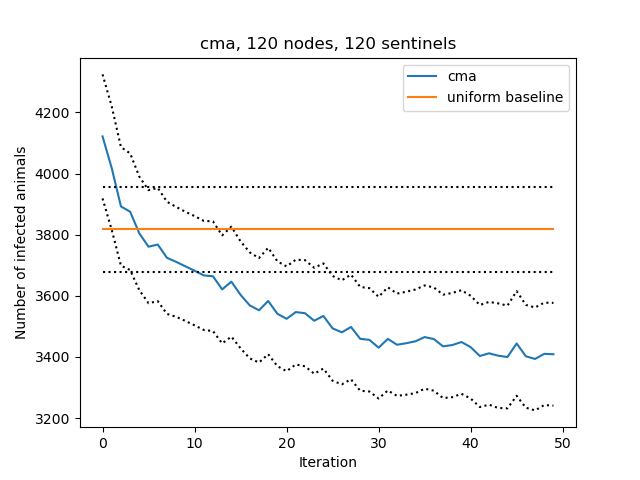 cma, 120 nodes, 120 sentinels
cma
uniform baseline
Number of infected animals
4200
4000
3800
3600
3400
3200
0 10 20 30 40 50
Iteration